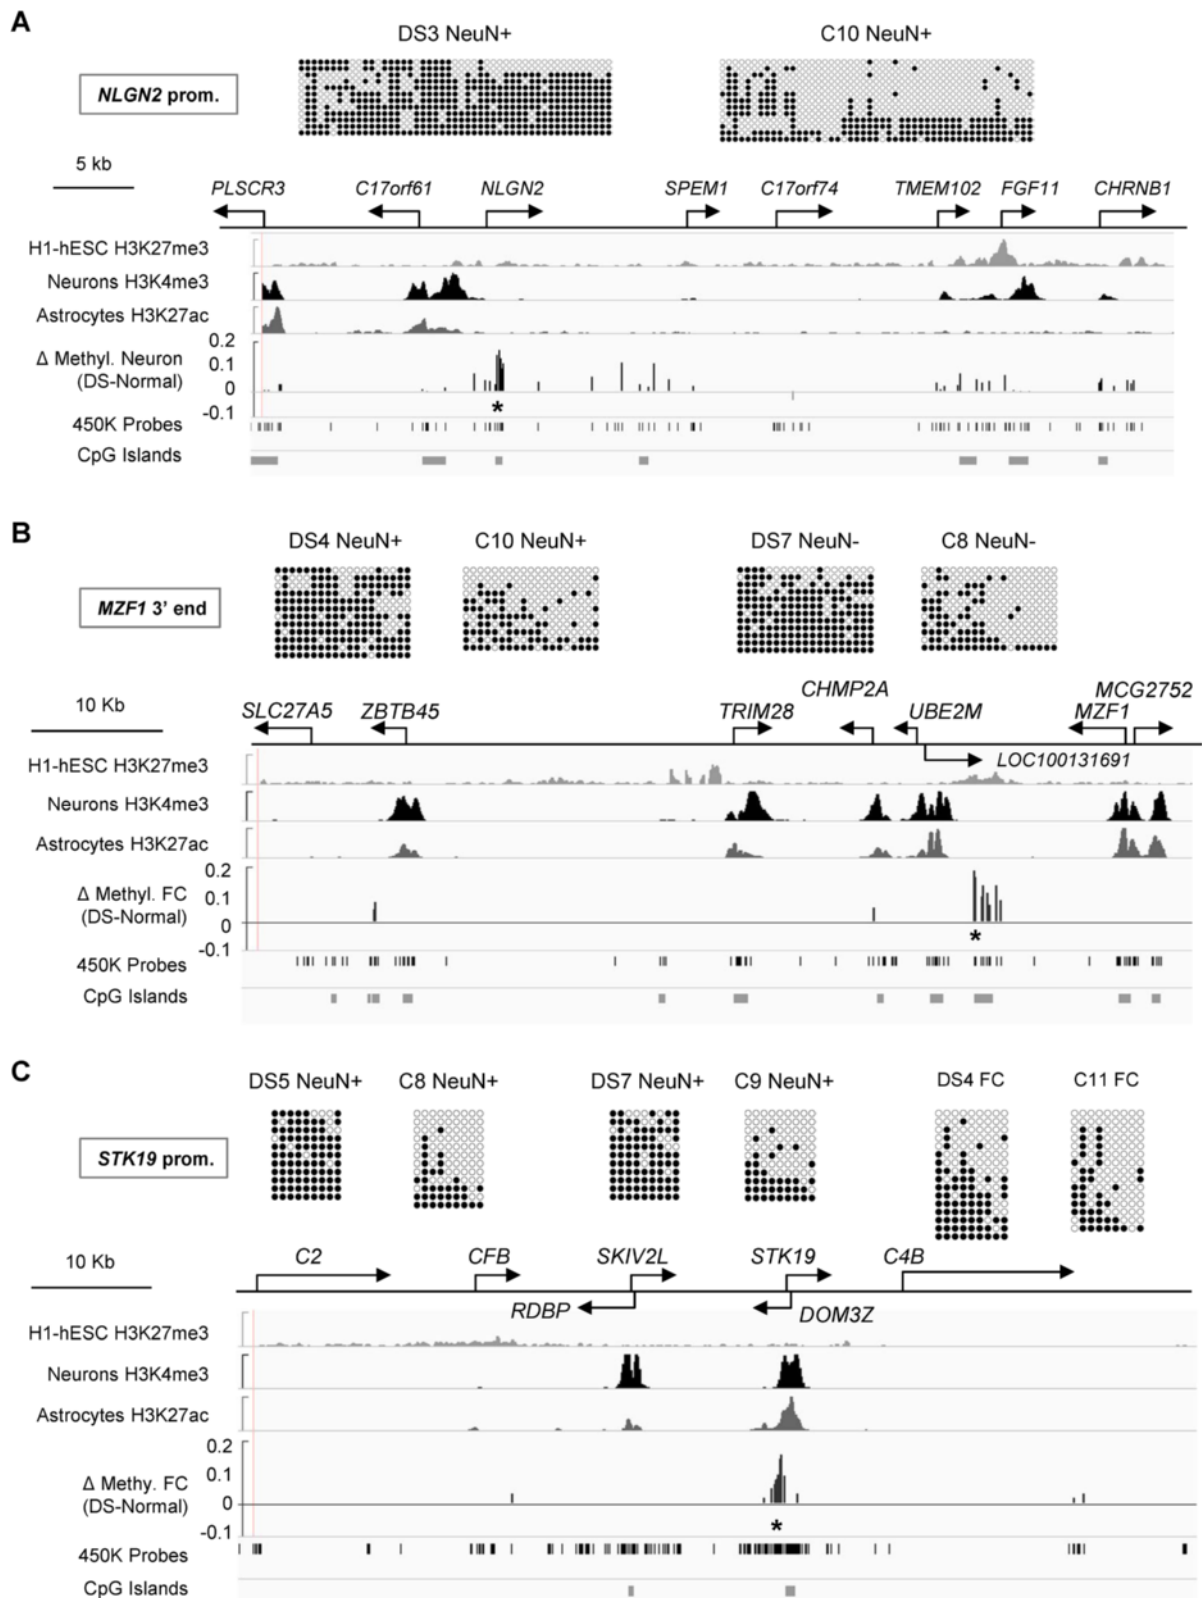 A
DS3 NeuN+ C10 NeuN+
NLGN2 prom.
5 kb
PLSCR3 C17orf61 NLGN2 SPEM1 C17orf74 TMEM102 FGF11 CHRNB1
H1-hESC H3K27me3
Neurons H3K4me3
Astrocytes H3K27ac
0.2
Δ Methyl. Neuron 0.1
(DS-Normal) 0
-0.1 *
450K Probes
CpG Islands
B
DS4 NeuN+ C10 NeuN+ DS7 NeuN- C8 NeuN-
MZF1 3' end
10 Kb
CHMP2A MCG2752
SLC27A5 ZBTB45 TRIM28 UBE2M MZF1
H1-hESC H3K27me3 LOC100131691
Neurons H3K4me3
Astrocytes H3K27ac
0.2
Δ Methyl. FC 0.1
(DS-Normal) 0
-0.1 *
450K Probes
CpG Islands
C
DS5 NeuN+ C8 NeuN+ DS7 NeuN+ C9 NeuN+ DS4 FC C11 FC
STK19 prom.
10 Kb
C2 CFB SKIV2L STK19 C4B
RDBP DOM3Z
H1-hESC H3K27me3
Neurons H3K4me3
Astrocytes H3K27ac
0.2
Δ Methy. FC 0.1
(DS-Normal) 0
-0.1 *
450K Probes
CpG Islands